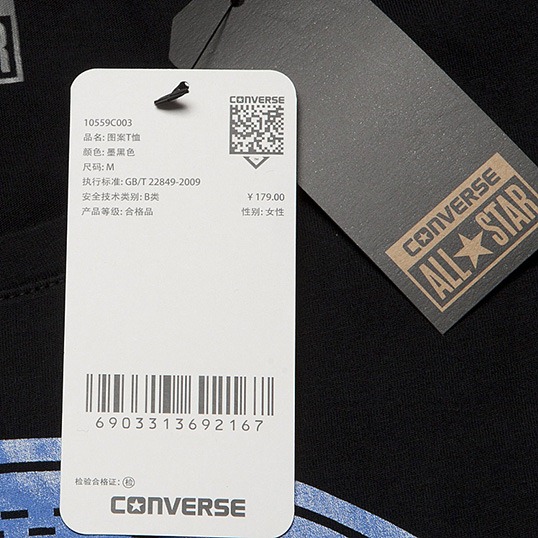 CONVERSE
10559C003
品名: 图案T恤
颜色: 墨黑色
尺码: M
执行标准: GB/T 22849-2009
安全技术类别: B类 ¥179.00
产品等级: 合格品 性别: 女性
6903313692167
检验合格证: 检
CONVERSE
CONVERSE
ALL STAR